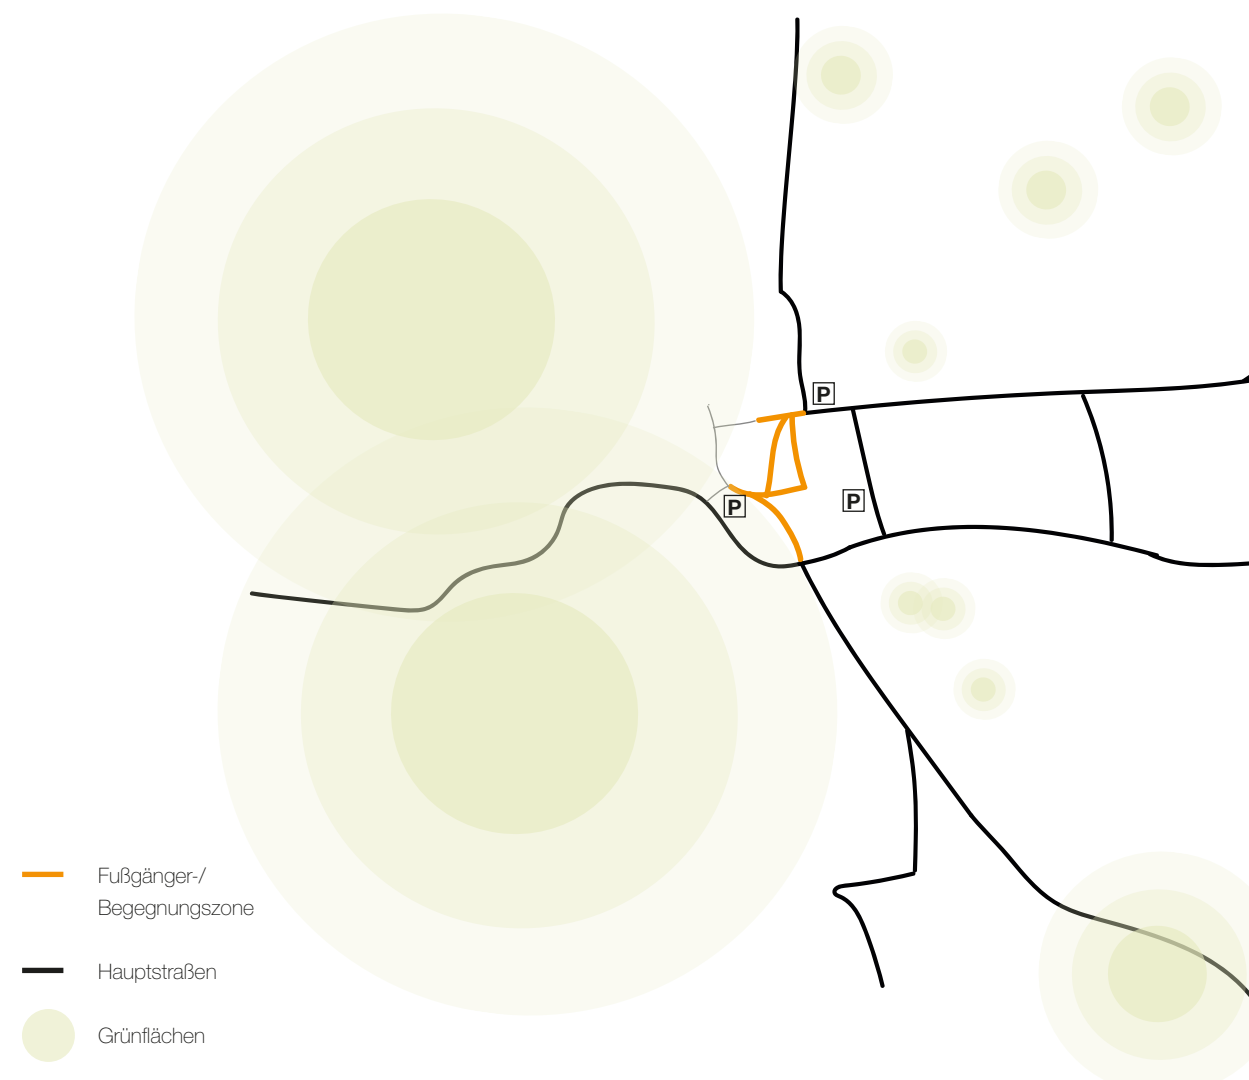 P
P
P
Fußgänger-/
Begegnungszone
Hauptstraßen
Grünflächen